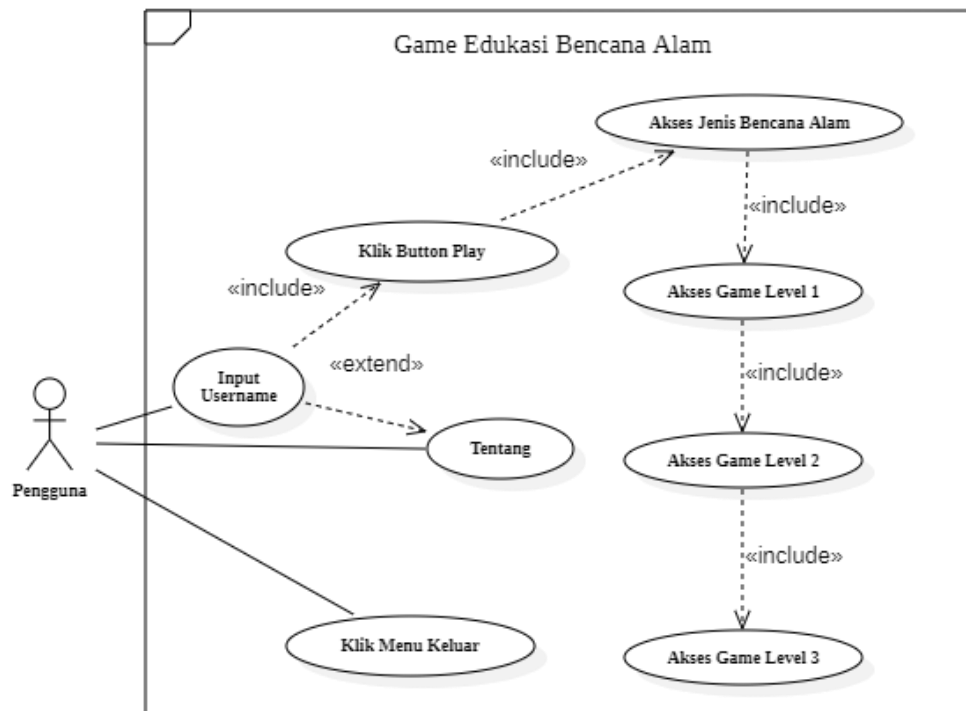 Game Edukasi Bencana Alam
Akses Jenis Bencana Alam
«include»
«include»
Klik Button Play
Akses Game Level 1
«include»
«extend»
«include»
Input
Username
Tentang
Akses Game Level 2
Pengguna
«include»
Klik Menu Keluar
Akses Game Level 3